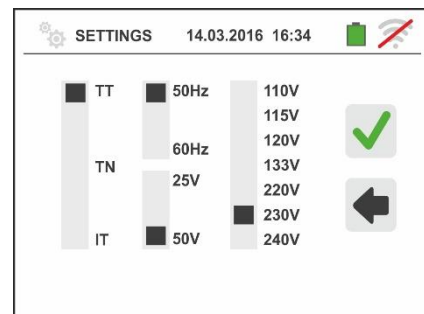 SETTINGS 14.03.2016 16:34
TT 50Hz 110V
115V
120V
60Hz
TN 133V
25V
220V
230V
IT 50V 240V